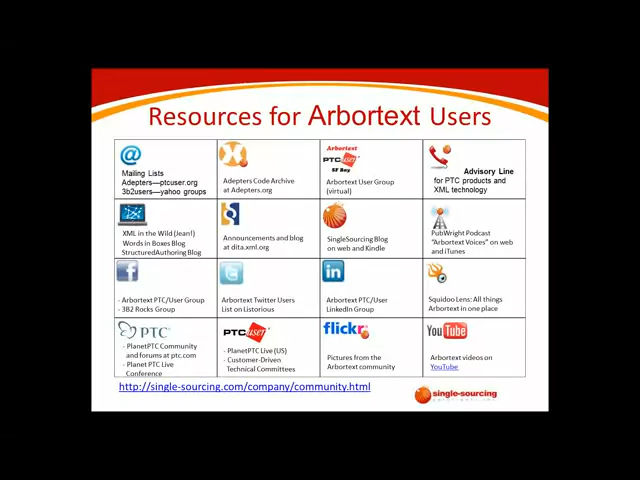 Resources for Arbortext Users
@
Mailing Lists
Adepters—ptcuser.org
3b2users—yahoo groups
Adepters Code Archive
at Adepters.org
Arbortext
PTC user
SF Bay
Arbortext User Group
(virtual)
Advisory Line
for PTC products and
XML technology
XML in the Wild (Jean!)
Words in Boxes Blog
StructuredAuthoring Blog
Announcements and blog
at dita.xml.org
SingleSourcing Blog
on web and Kindle
PubWright Podcast
"Arbortext Voices" on web
and iTunes
f
- Arbortext PTC/User Group
- 3B2 Rocks Group
t
Arbortext Twitter Users
List on Listorious
in
Arbortext PTC/User
LinkedIn Group
Squidoo Lens: All things
Arbortext in one place
PTC
- PlanetPTC Community
and forums at ptc.com
- Planet PTC Live
Conference
PTC user
- PlanetPTC Live (US)
- Customer-Driven
Technical Committees
flickr
Pictures from the
Arbortext community
YouTube
Arbortext videos on
YouTube
http://single-sourcing.com/company/community.html
single-sourcing